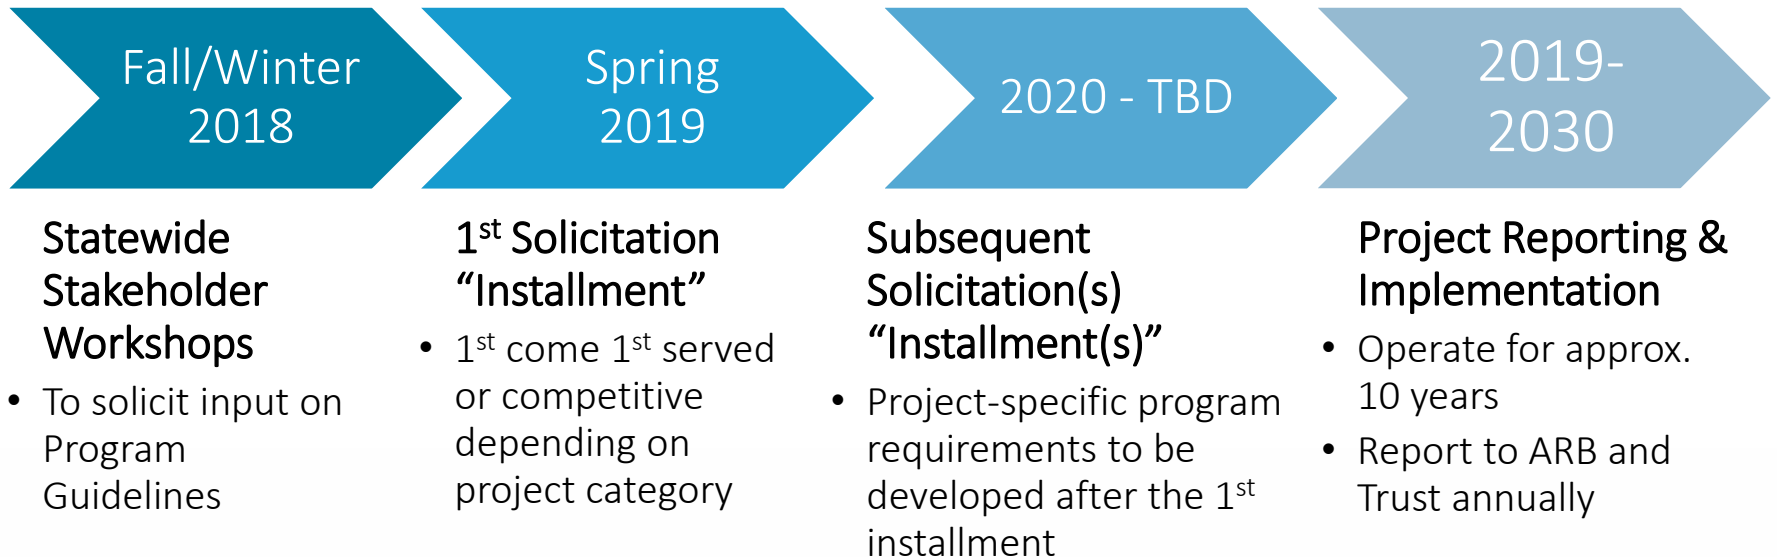 Fall/Winter
2018
Statewide
Stakeholder
Workshops
• To solicit input on
Program
Guidelines
Spring
2019
1st Solicitation
“Installment”
• 1st come 1st served
or competitive
depending on
project category
2020 - TBD
Subsequent
Solicitation(s)
“Installment(s)”
• Project-specific program
requirements to be
developed after the 1st
installment
2019-
2030
Project Reporting &
Implementation
• Operate for approx.
10 years
• Report to ARB and
Trust annually